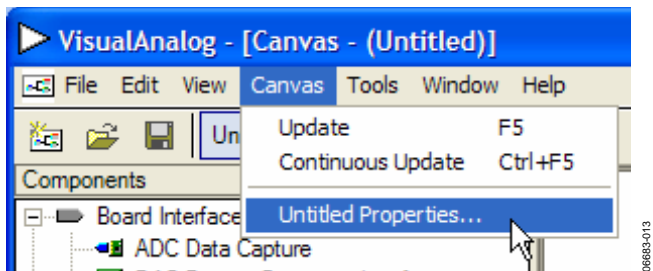 VisualAnalog - [Canvas - (Untitled)]
File Edit View Canvas Tools Window Help
Un
Update F5
Continuous Update Ctrl+F5
Components
Untitled Properties...
Board Interface
ADC Data Capture
06683-013